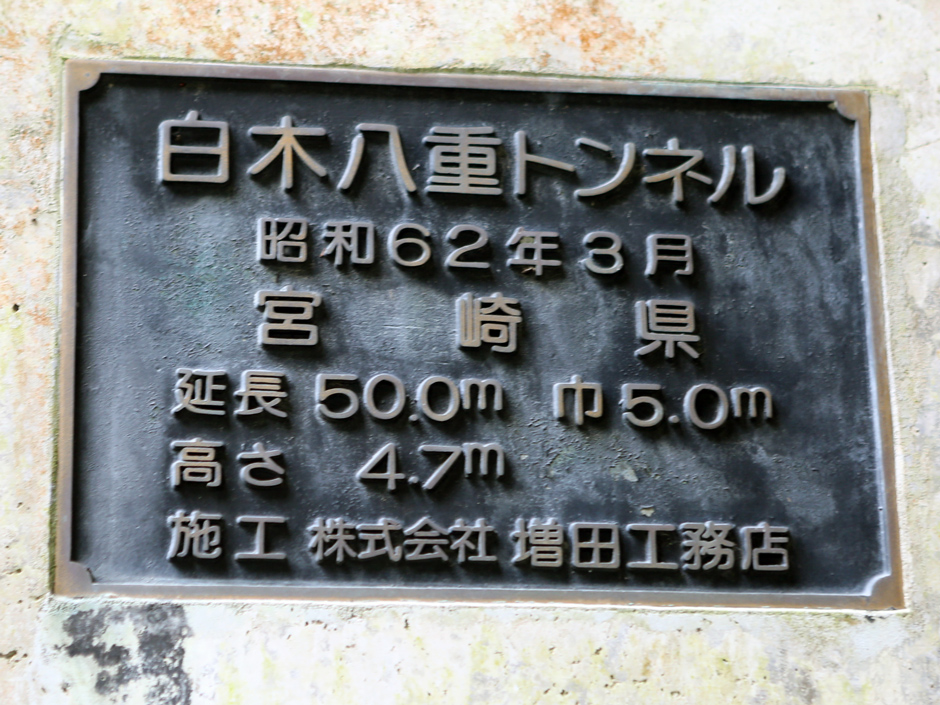 白木八重トンネル
昭和62年3月
宮崎県
延長 50.0m 巾5.0m
高さ 4.7m
施工 株式会社 増田工務店